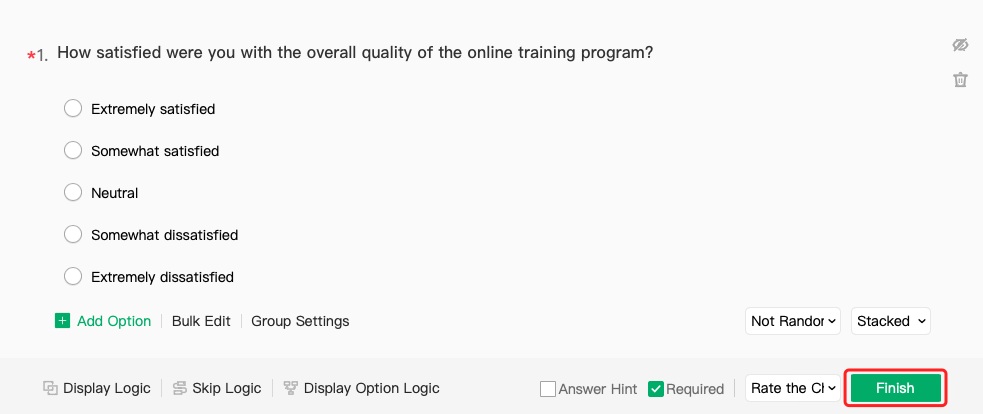 *1. How satisfied were you with the overall quality of the online training program?
Extremely satisfied
Somewhat satisfied
Neutral
Somewhat dissatisfied
Extremely dissatisfied
Add Option Bulk Edit Group Settings Not Randor Stacked
Display Logic Skip Logic Display Option Logic Answer Hint Required Rate the Cl Finish